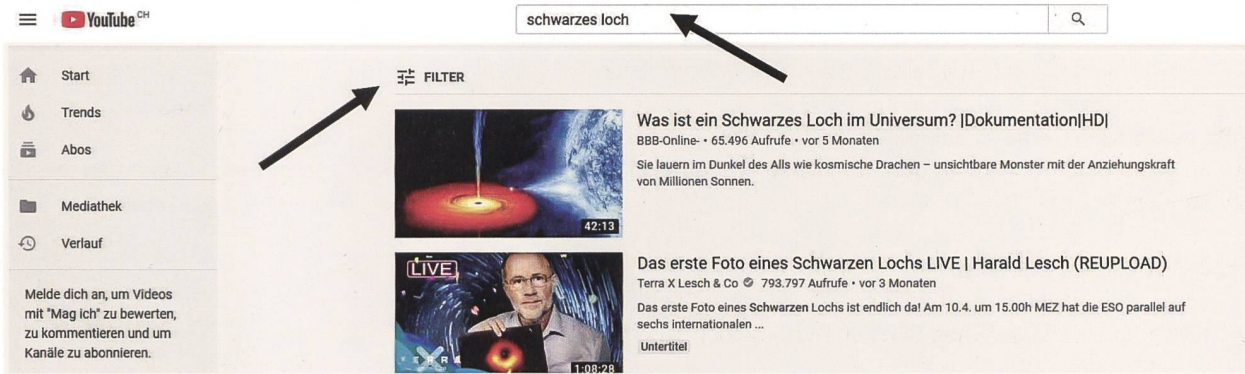 YouTube CH
schwarzes loch
Start
Trends
Abos
Mediathek
Verlauf
Melde dich an, um Videos
mit "Mag ich" zu bewerten,
zu kommentieren und um
Kanäle zu abonnieren.
FILTER
42:13
Was ist ein Schwarzes Loch im Universum? |Dokumentation|HD|
BBB-Online- • 65.496 Aufrufe • vor 5 Monaten
Sie lauern im Dunkel des Alls wie kosmische Drachen – unsichtbare Monster mit der Anziehungskraft
von Millionen Sonnen.
LIVE
TERRA X
1:08:28
Das erste Foto eines Schwarzen Lochs LIVE | Harald Lesch (REUPLOAD)
Terra X Lesch & Co 793.797 Aufrufe • vor 3 Monaten
Das erste Foto eines Schwarzen Lochs ist endlich da! Am 10.4. um 15.00h MEZ hat die ESO parallel auf
sechs internationalen ...
Untertitel